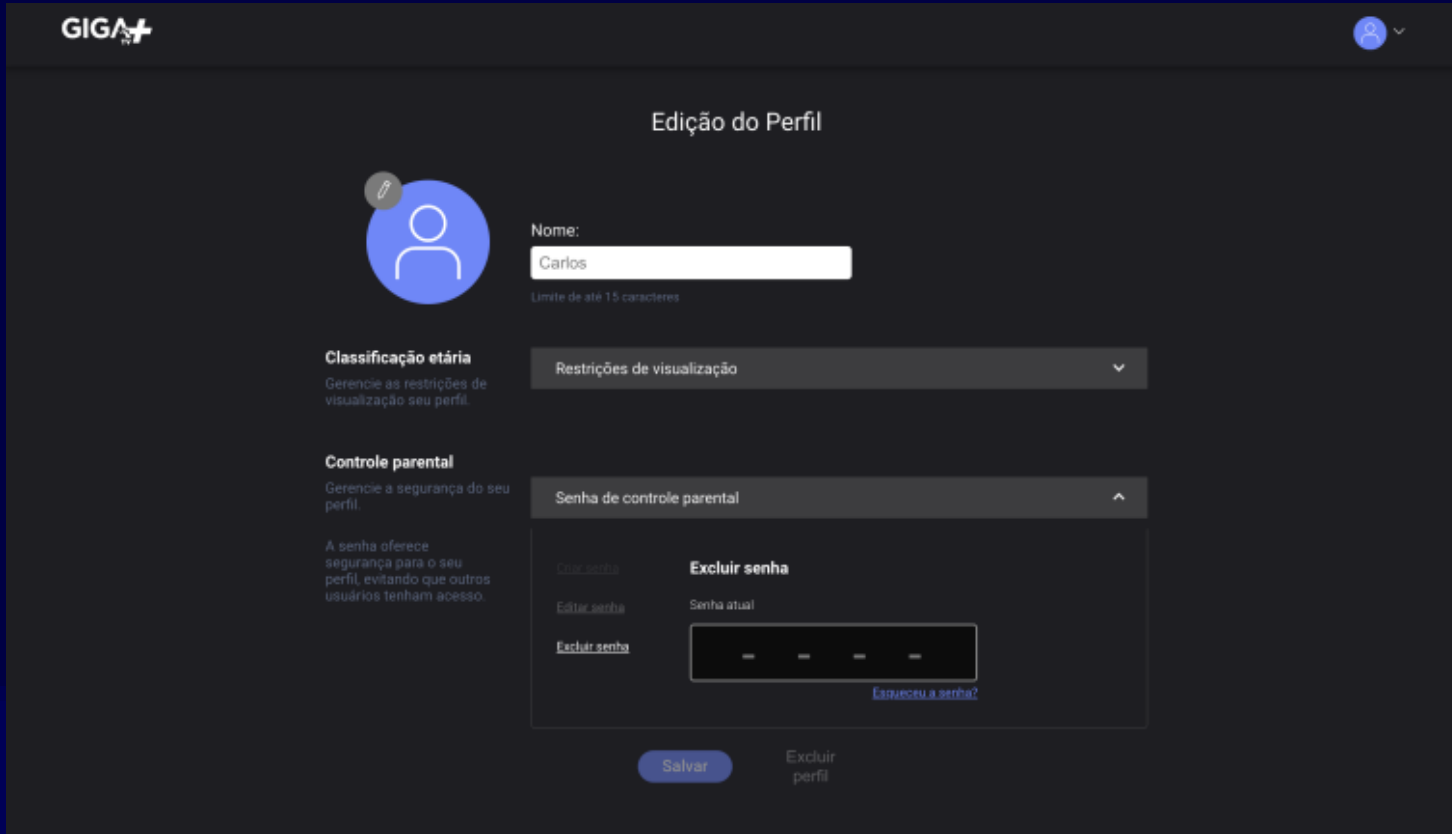 GIGA+
TV
Edição do Perfil
Nome:
Carlos
Limite de até 15 caracteres
Classificação etária
Gerencie as restrições de
visualização seu perfil.
Restrições de visualização
Controle parental
Gerencie a segurança do seu
perfil.
A senha oferece
segurança para o seu
perfil, evitando que outros
usuários tenham acesso.
Senha de controle parental
Criar senha
Editar senha
Excluir senha
Excluir senha
Senha atual
– – – –
Esqueceu a senha?
Salvar
Excluir
perfil